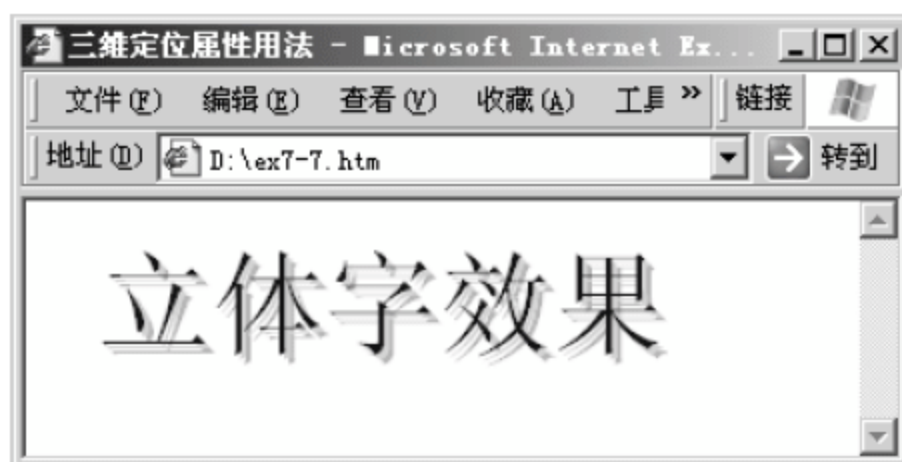 三维定位属性用法 - Microsoft Internet Ex...
文件(F) 编辑(E) 查看(V) 收藏(A) 工具 » 链接
地址(D) D:\ex7-7.htm 转到
立体字效果